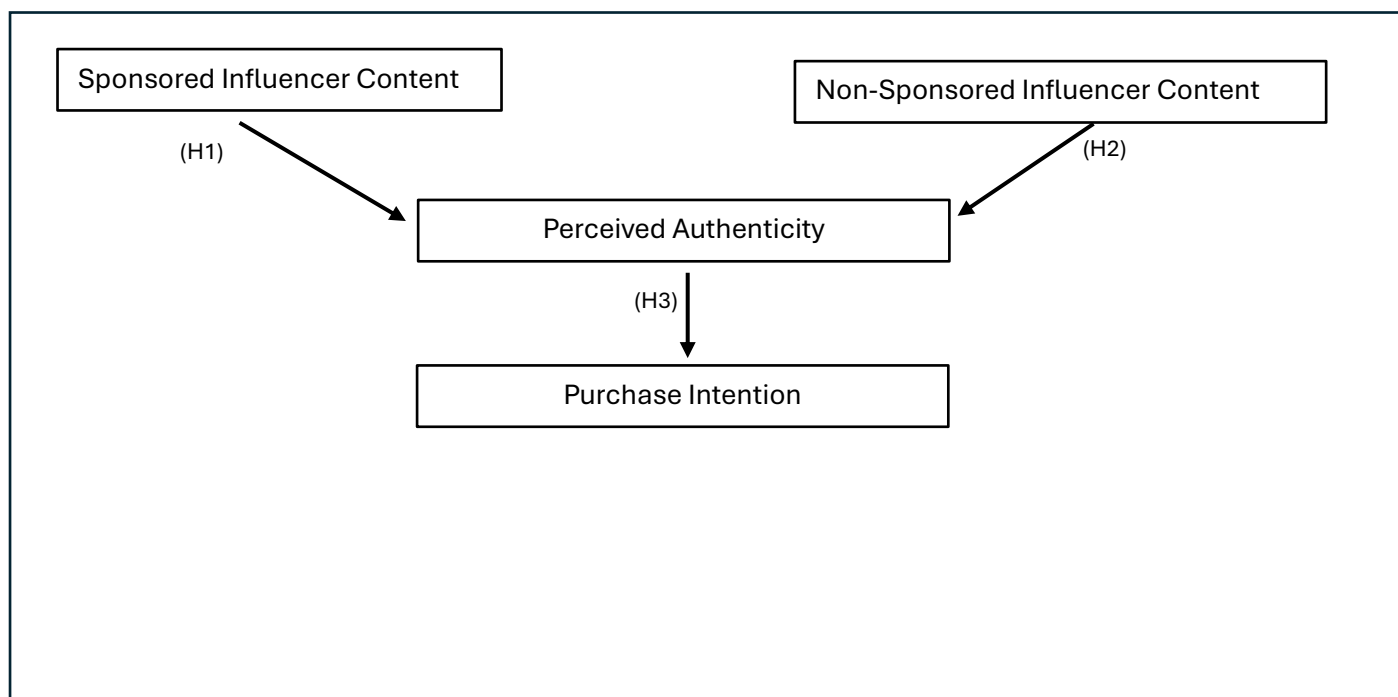 Sponsored Influencer Content
Non-Sponsored Influencer Content
(H1)
(H2)
Perceived Authenticity
(H3)
Purchase Intention